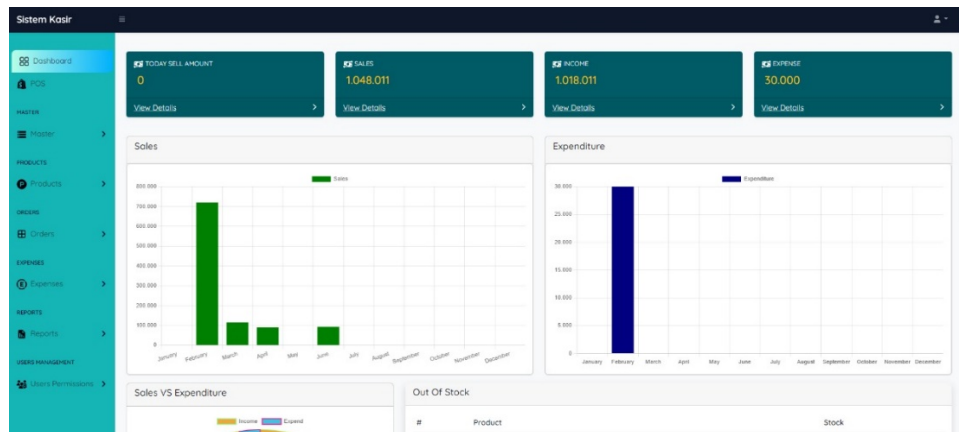 Sistem Kasir
Dashboard
POS
MASTER
Master
PRODUCTS
Products
ORDERS
Orders
EXPENSES
Expenses
REPORTS
Reports
USERS MANAGEMENT
Users Permissions
TODAY SELL AMOUNT
0
View Details
SALES
1.048.011
View Details
INCOME
1.018.011
View Details
EXPENSE
30.000
View Details
Sales
Sales
800.000
700.000
600.000
500.000
400.000
300.000
200.000
100.000
0
January February March April May June July August September October November December
Expenditure
Expenditure
30.000
25.000
20.000
15.000
10.000
5.000
0
January February March April May June July August September October November December
Sales VS Expenditure
Income Expend
Out Of Stock
# Product Stock